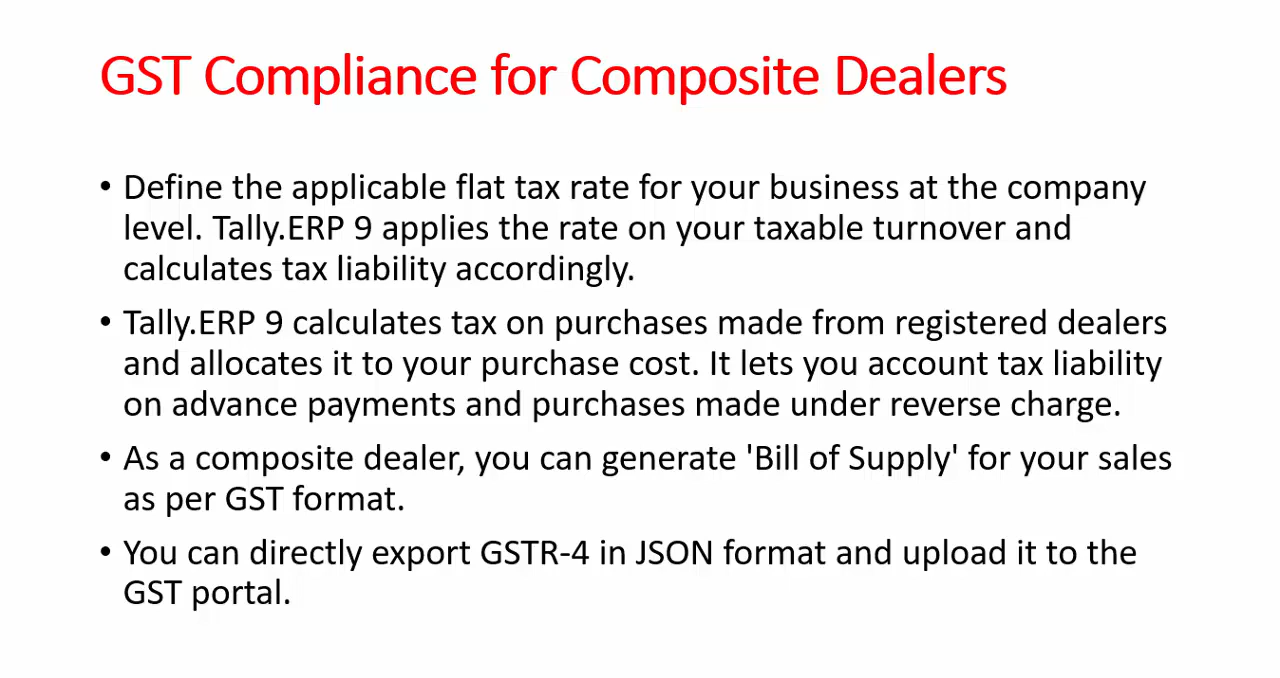 GST Compliance for Composite Dealers
• Define the applicable flat tax rate for your business at the company
level. Tally.ERP 9 applies the rate on your taxable turnover and
calculates tax liability accordingly.
• Tally.ERP 9 calculates tax on purchases made from registered dealers
and allocates it to your purchase cost. It lets you account tax liability
on advance payments and purchases made under reverse charge.
• As a composite dealer, you can generate 'Bill of Supply' for your sales
as per GST format.
• You can directly export GSTR-4 in JSON format and upload it to the
GST portal.